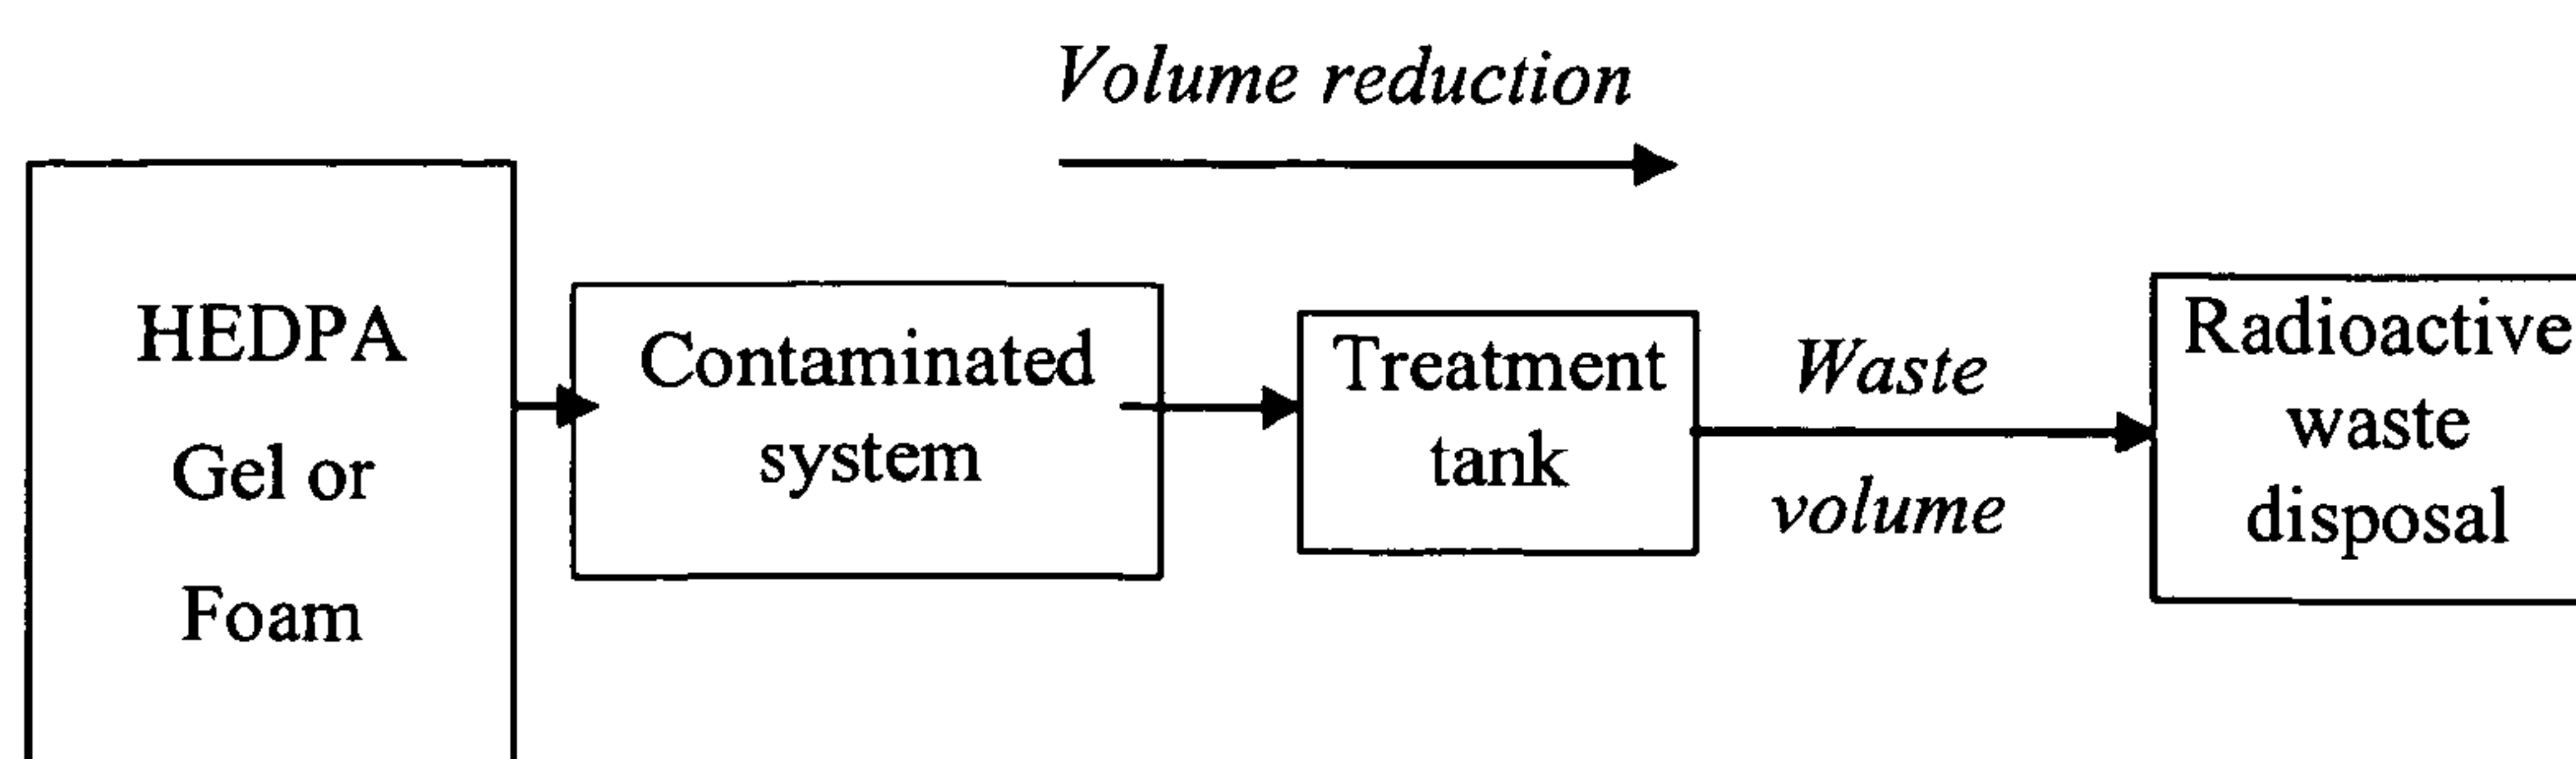 Volume reduction
HEDPA
Gel or
Foam
Contaminated
system
Treatment
tank
Waste
volume
Radioactive
waste
disposal